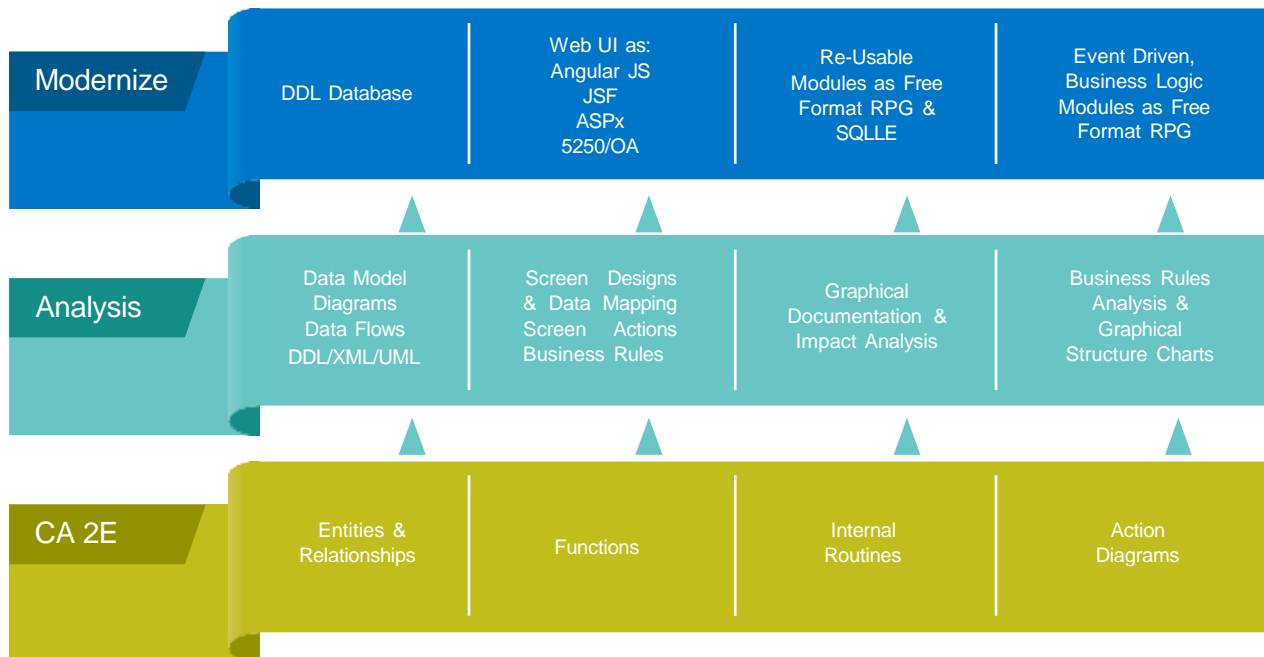 Modernize
DDL Database
Web UI as:
Angular JS
JSF
ASPx
5250/OA
Re-Usable
Modules as Free
Format RPG &
SQLLE
Event Driven,
Business Logic
Modules as Free
Format RPG
Analysis
Data Model
Diagrams
Data Flows
DDL/XML/UML
Screen Designs
& Data Mapping
Screen Actions
Business Rules
Graphical
Documentation &
Impact Analysis
Business Rules
Analysis &
Graphical
Structure Charts
CA 2E
Entities &
Relationships
Functions
Internal
Routines
Action
Diagrams